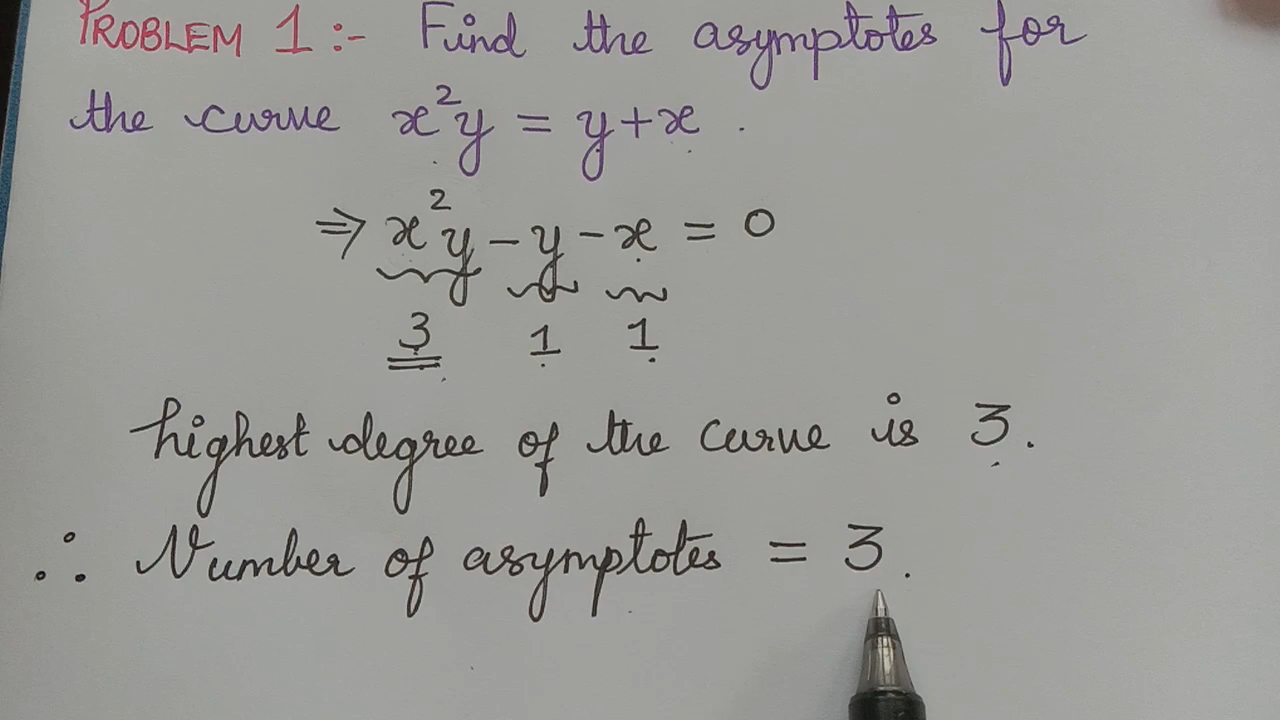 PROBLEM 1 :- Find the asymptotes for
the curve x²y = y + x .
⇒ x²y - y - x = 0
3 1 1
highest degree of the curve is 3.
∴ Number of asymptotes = 3.